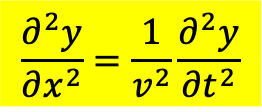 ∂²y/∂x² = 1/v² ∂²y/∂t²